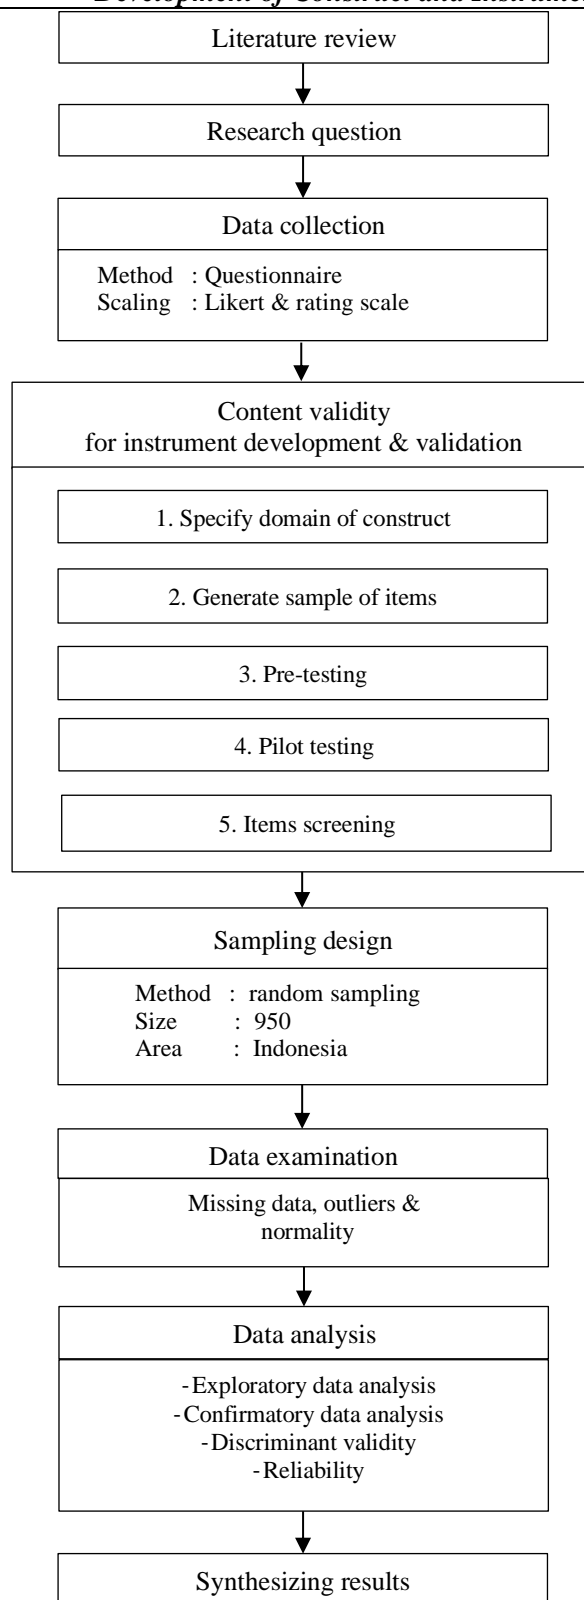 Development of Construct and
Literature review
Research question
Data collection
Method : Questionnaire
Scaling : Likert & rating scale
Content validity
for instrument development & validation
1. Specify domain of construct
2. Generate sample of items
3. Pre-testing
4. Pilot testing
5. Items screening
Sampling design
Method : random sampling
Size : 950
Area : Indonesia
Data examination
Missing data, outliers &
normality
Data analysis
-Exploratory data analysis
-Confirmatory data analysis
-Discriminant validity
-Reliability
Synthesizing results